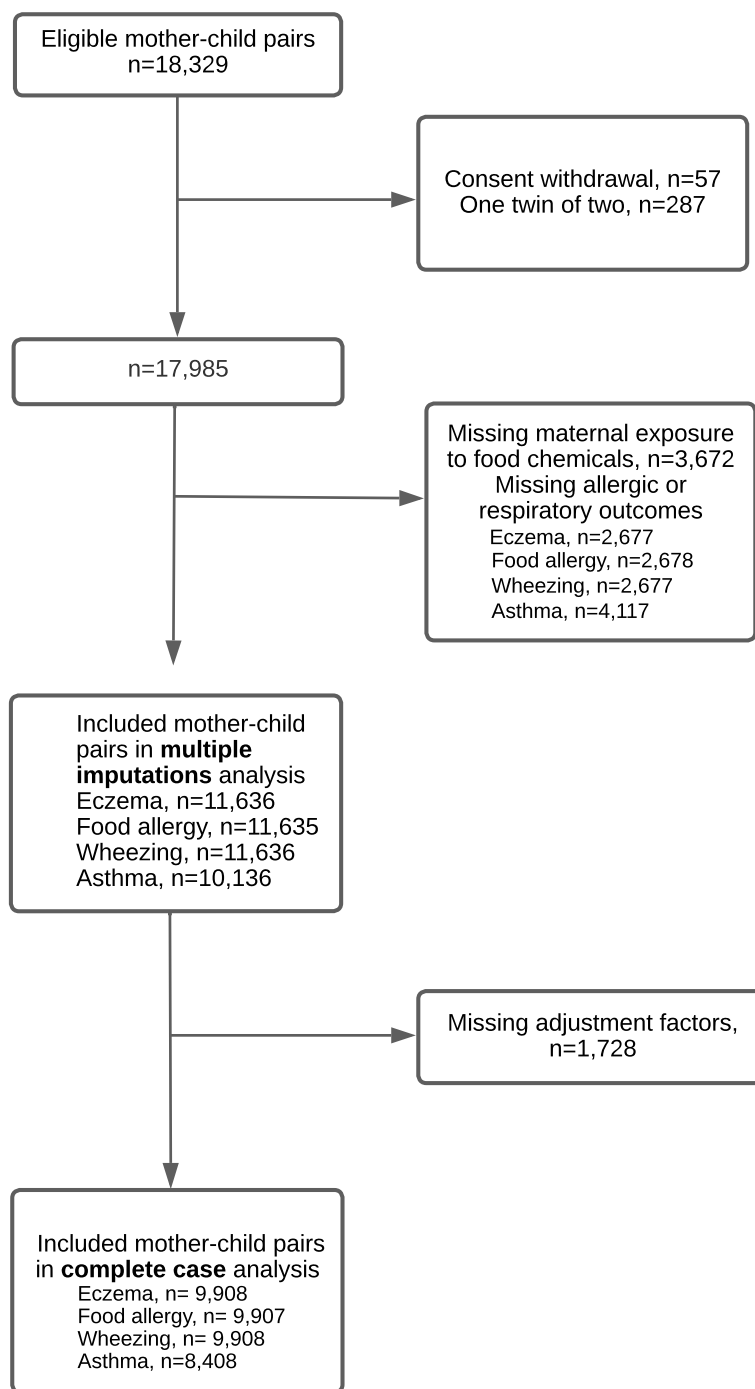 Eligible mother-child pairs
n=18,329
Consent withdrawal, n=57
One twin of two, n=287
n=17,985
Missing maternal exposure
to food chemicals, n=3,672
Missing allergic or
respiratory outcomes
Eczema, n=2,677
Food allergy, n=2,678
Wheezing, n=2,677
Asthma, n=4,117
Included mother-child
pairs in multiple
imputations analysis
Eczema, n=11,636
Food allergy, n=11,635
Wheezing, n=11,636
Asthma, n=10,136
Missing adjustment factors,
n=1,728
Included mother-child pairs
in complete case analysis
Eczema, n= 9,908
Food allergy, n= 9,907
Wheezing, n= 9,908
Asthma, n=8,408